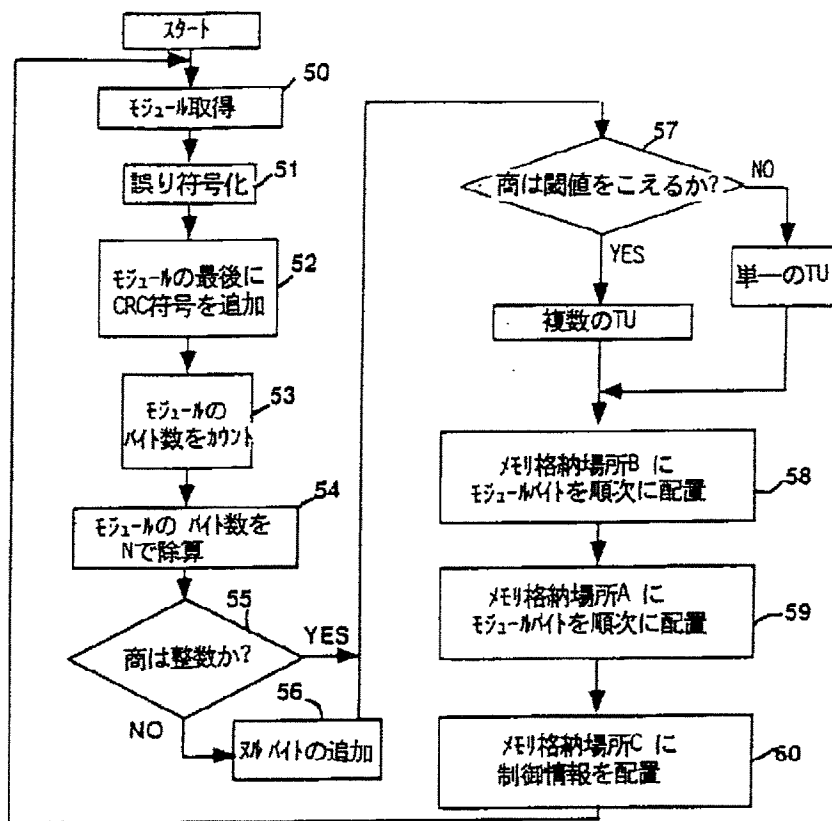 スタート
50
モジュール取得
51
誤り符号化
52
モジュールの最後に
CRC符号を追加
53
モジュールの
バイト数をカウント
54
モジュールの バイト数を
Nで除算
55
商は整数か?
YES
NO
56
ヌル バイトの追加
57
商は閾値をこえるか?
NO
YES
単一のTU
複数のTU
メモリ格納場所B に
モジュールバイトを順次に配置
58
メモリ格納場所A に
モジュールバイトを順次に配置
59
メモリ格納場所C に
制御情報を配置
60